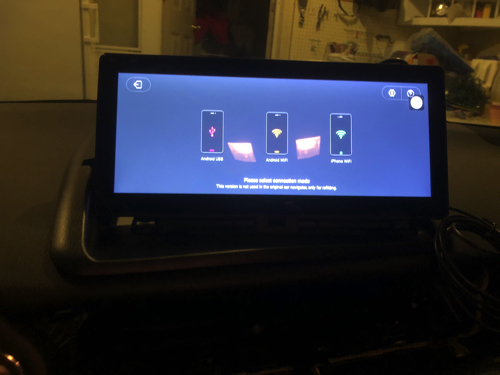 Android USB
Android WiFi
iPhone WiFi
Please select connection mode
This version is not used in the original car navigation, only for refitting.